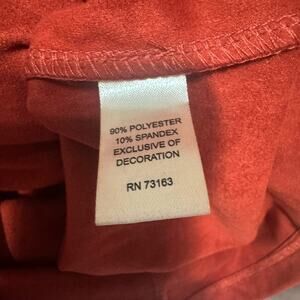 90% POLYESTER
10% SPANDEX
EXCLUSIVE OF
DECORATION
RN 73163